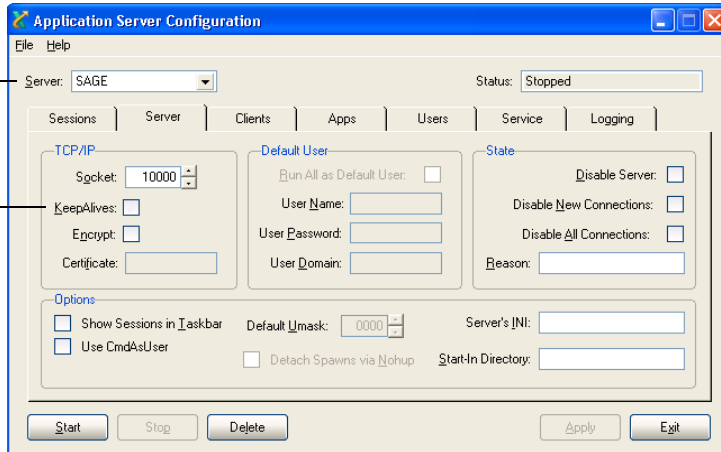 Application Server Configuration
File Help
Server: SAGE Status: Stopped
Sessions Server Clients Apps Users Service Logging
TCP/IP
Socket: 10000
KeepAlives:
Encrypt:
Certificate:
Default User
Run All as Default User:
User Name:
User Password:
User Domain:
State
Disable Server:
Disable New Connections:
Disable All Connections:
Reason:
Options
Show Sessions in Taskbar
Use CmdAsUser
Default Umask: 0000
Detach Spawns via Nohup
Server's INI:
Start-In Directory:
Start Stop Delete Apply Exit